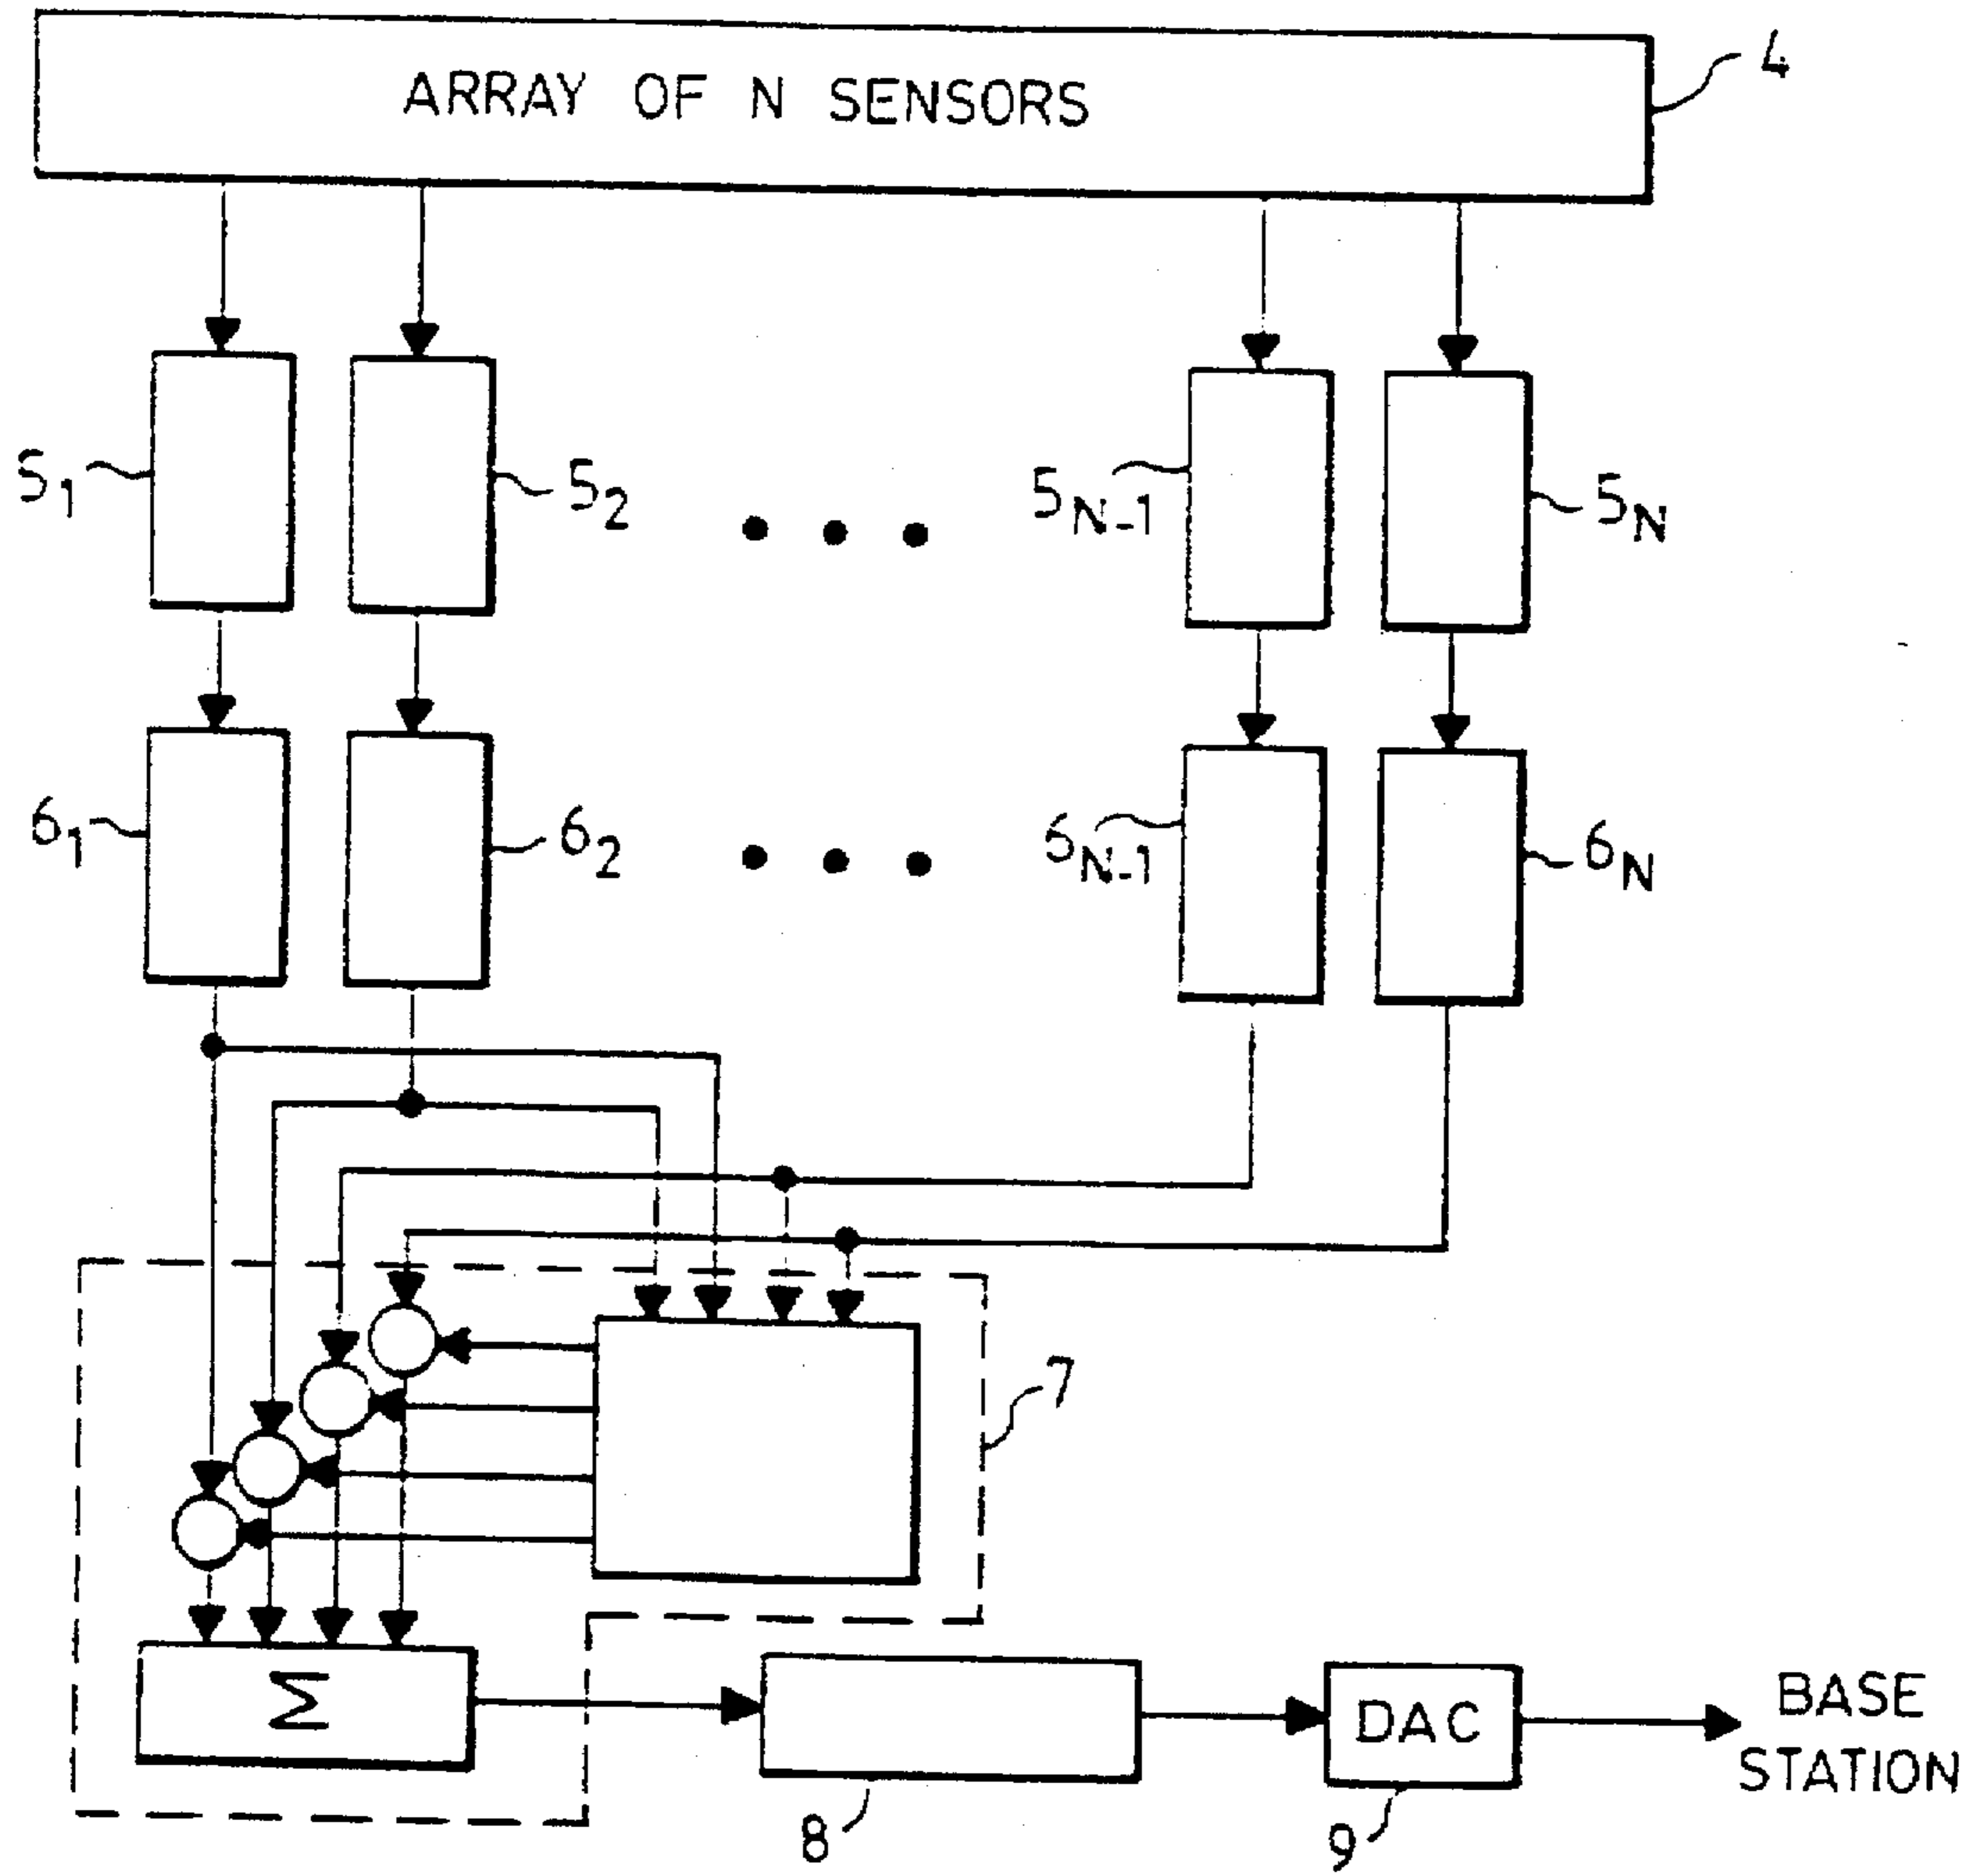 ARRAY OF N SENSORS
4
5₁
5₂
5N-1
5N
6₁
6₂
6N-1
6N
7
Σ
DAC
BASE
STATION
8
9